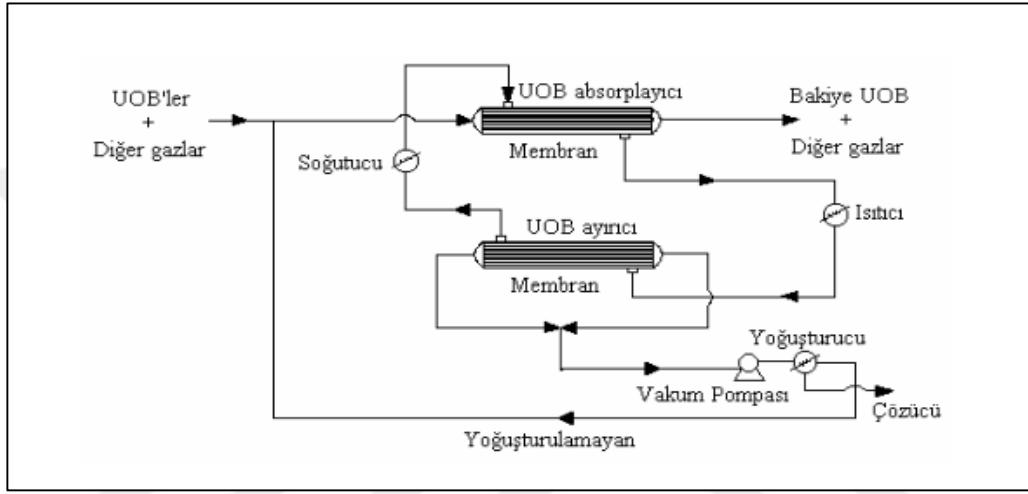 UOB'ler
+
Diğer gazlar
UOB absorplayıcı
Membran
Bakiye UOB
+
Diğer gazlar
Soğutucu
Isıtıcı
UOB ayırıcı
Membran
Yoğuşturucu
Vakum Pompası
Çözücü
Yoğuşturulamayan